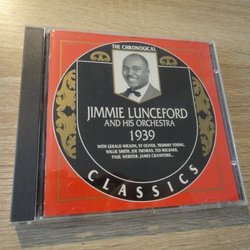 THE CHRONOGICAL
JIMMIE LUNCEFORD
AND HIS ORCHESTRA
1939
WITH GERALD WILSON, SY OLIVER, TRUMMY YOUNG,
WILLIE SMITH, JOE THOMAS, TED BUCKNER,
PAUL WEBSTER, JAMES CRAWFORD...
CLASSICS